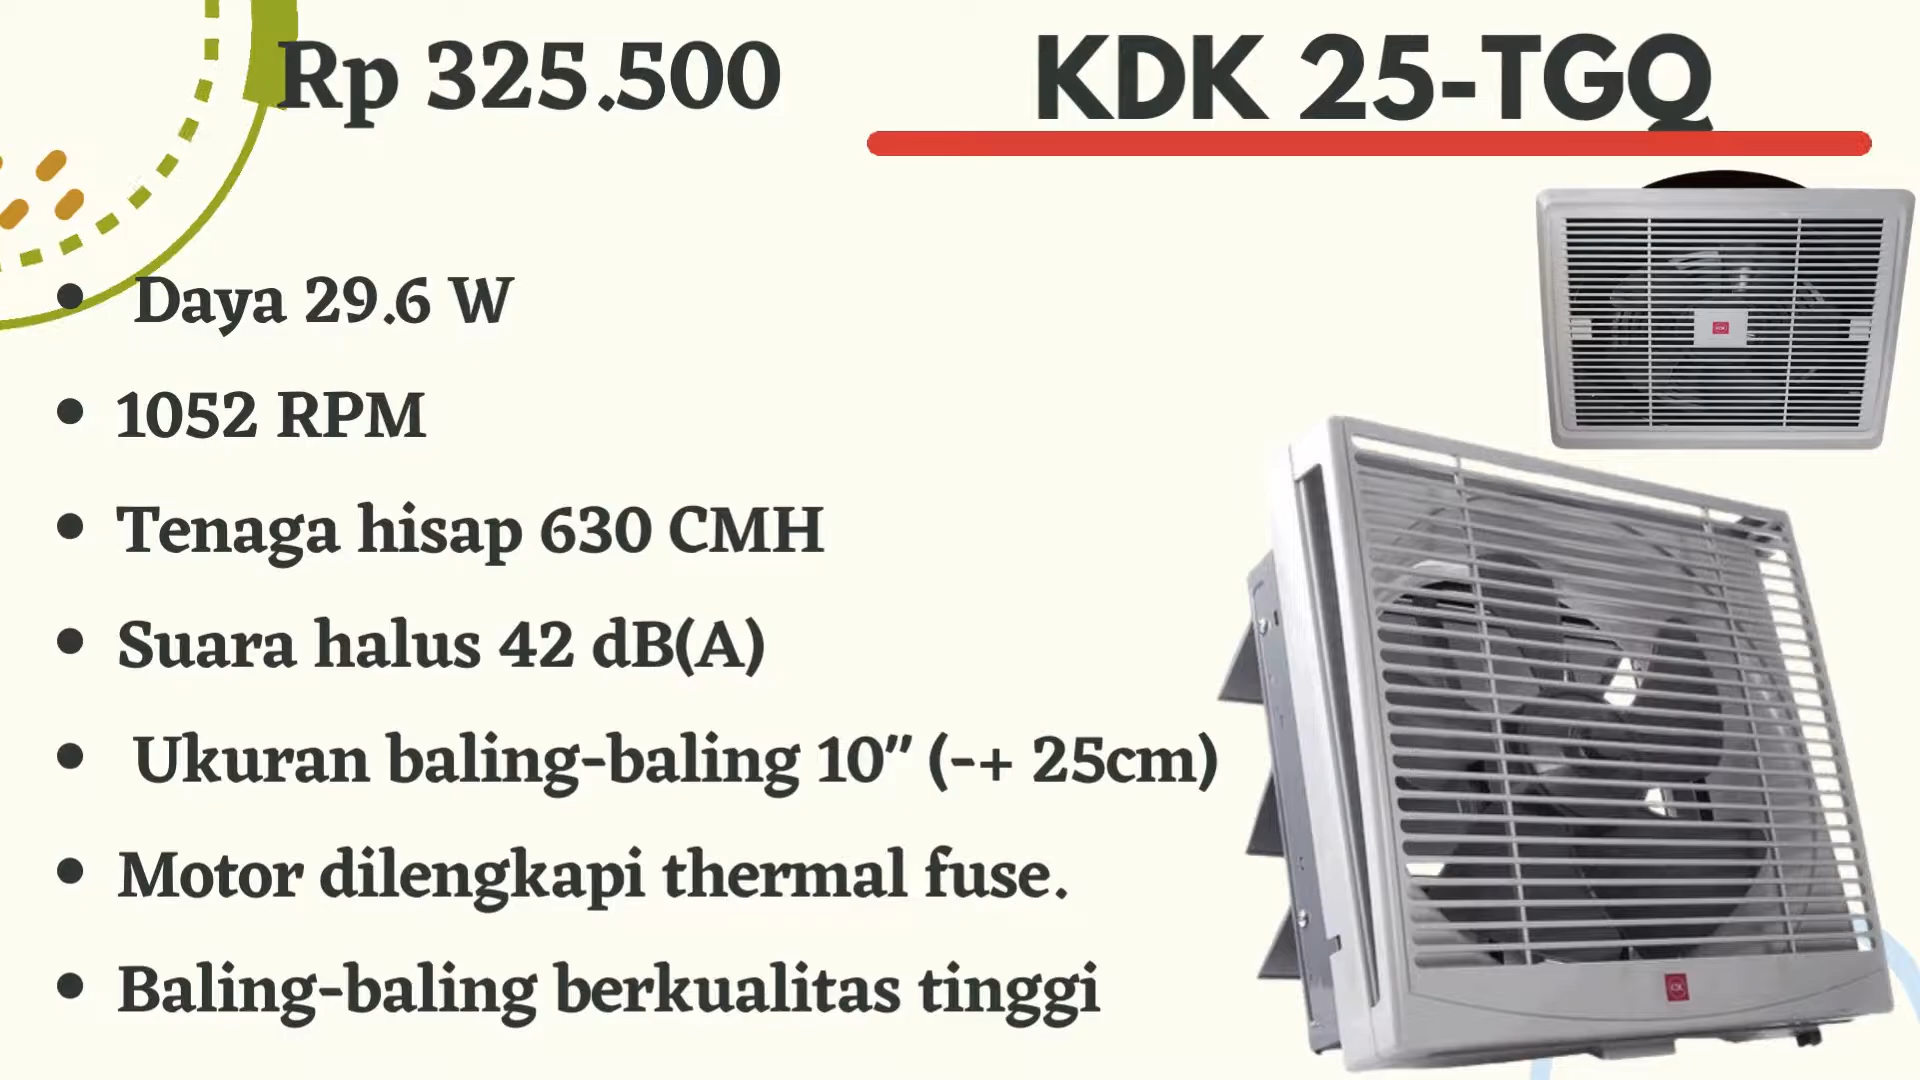 Rp 325.500
KDK 25-TGQ
• Daya 29.6 W
• 1052 RPM
• Tenaga hisap 630 CMH
• Suara halus 42 dB(A)
• Ukuran baling-baling 10" (-+ 25cm)
• Motor dilengkapi thermal fuse.
• Baling-baling berkualitas tinggi